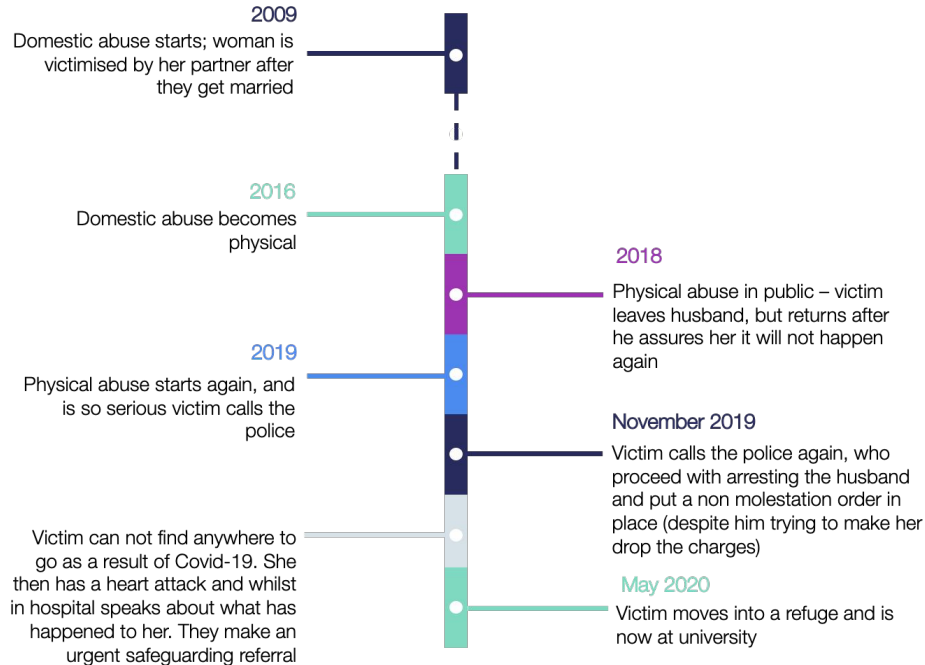 2009
Domestic abuse starts; woman is
victimised by her partner after
they get married
2016
Domestic abuse becomes
physical
2018
Physical abuse in public – victim
leaves husband, but returns after
he assures her it will not happen
again
2019
Physical abuse starts again, and
is so serious victim calls the
police
November 2019
Victim calls the police again, who
proceed with arresting the husband
and put a non molestation order in
place (despite him trying to make her
drop the charges)
Victim can not find anywhere to
go as a result of Covid-19. She
then has a heart attack and whilst
in hospital speaks about what has
happened to her. They make an
urgent safeguarding referral
May 2020
Victim moves into a refuge and is
now at university